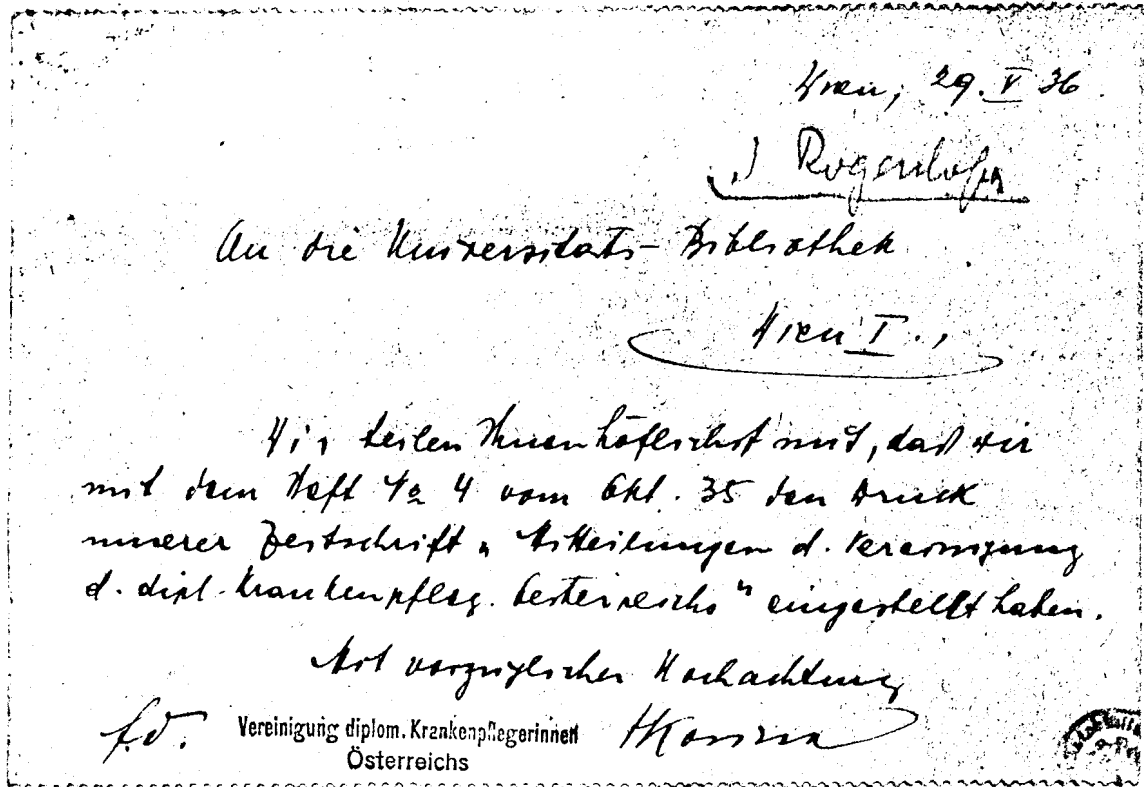 Wien, 29. V 36.
Rogenhofer
An die Universitäts-Bibliothek
Wien I.,
Wir teilen Ihnen höflichst mit, daß wir
mit dem Heft No 4 vom Okt. 35 den Druck
unserer Zeitschrift „Mitteilungen d. Vereinigung
d. dipl. Krankenpfleg. Oesterreichs" eingestellt haben.
Mit vorzüglicher Hochachtung
f.d. Vereinigung diplom. Krankenpflegerinnen
Österreichs